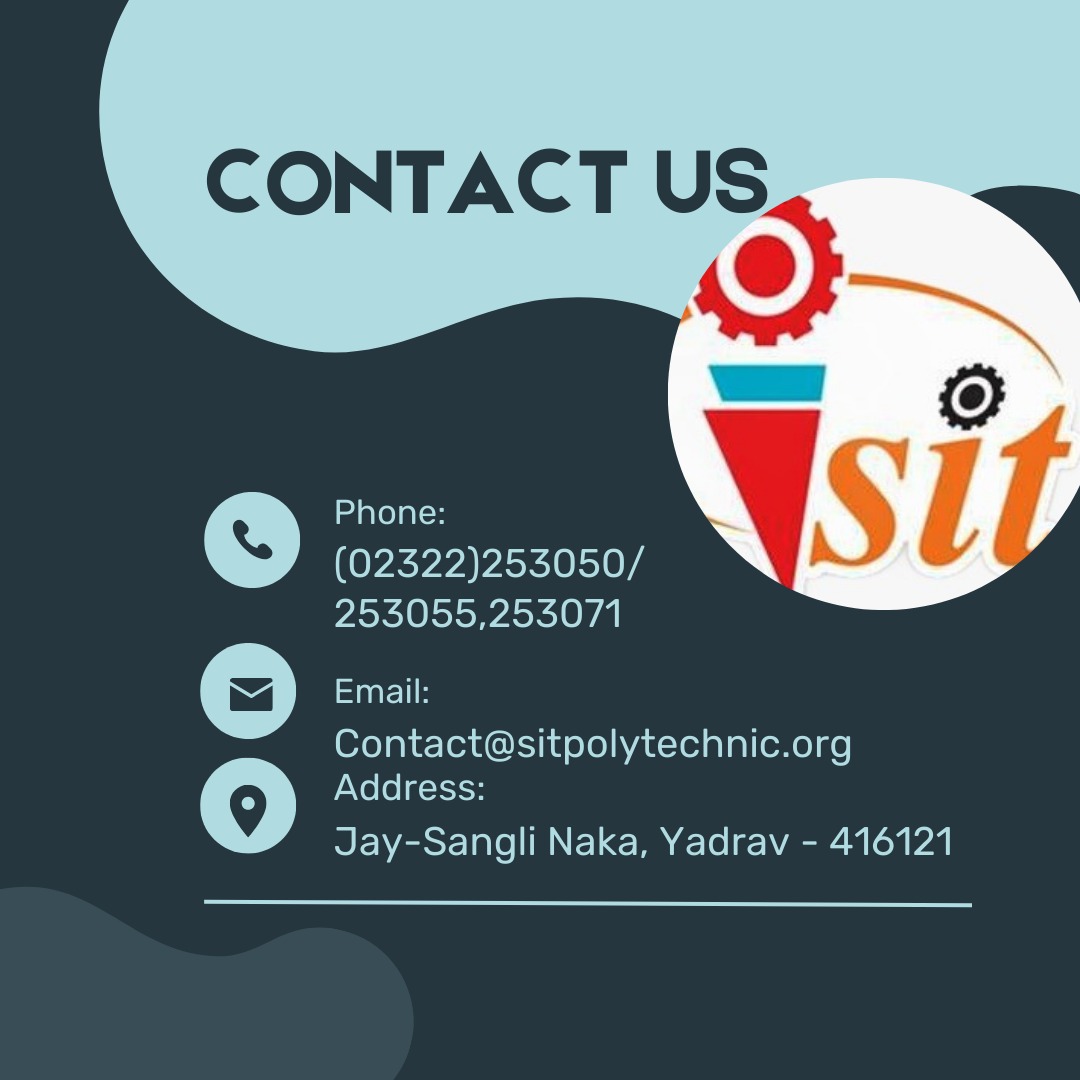 CONTACT US
sit
Phone:
(02322)253050/
253055,253071
Email:
Contact@sitpolytechnic.org
Address:
Jay-Sangli Naka, Yadrav - 416121